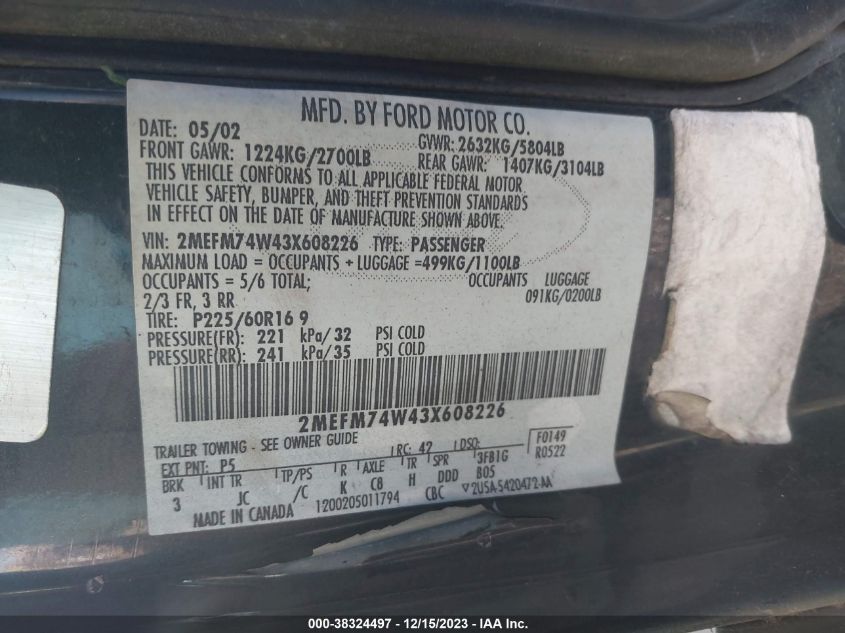 MFD. BY FORD MOTOR CO.
DATE: 05/02 GVWR: 2632KG/5804LB
FRONT GAWR: 1224KG/2700LB REAR GAWR: 1407KG/3104LB
THIS VEHICLE CONFORMS TO ALL APPLICABLE FEDERAL MOTOR
VEHICLE SAFETY, BUMPER, AND THEFT PREVENTION STANDARDS
IN EFFECT ON THE DATE OF MANUFACTURE SHOWN ABOVE.
VIN: 2MEFM74W43X608226 TYPE: PASSENGER
MAXIMUM LOAD = OCCUPANTS + LUGGAGE =499KG/1100LB
OCCUPANTS = 5/6 TOTAL; OCCUPANTS LUGGAGE
2/3 FR, 3 RR 091KG/0200LB
TIRE: P225/60R16 9
PRESSURE(FR): 221 kPa/32 PSI COLD
PRESSURE(RR): 241 kPa/35 PSI COLD
2MEFM74W43X608226
TRAILER TOWING - SEE OWNER GUIDE
EXT PNT: P5 RC: 42 DSO: F0149
BRK INT TR TP/PS R AXLE TR SPR 3FB1G R0522
3 JC /C K C8 H DDD B05
MADE IN CANADA 1200205011794 CBC ▽2U5A-5420472-AA
000-38324497 - 12/15/2023 - IAA Inc.